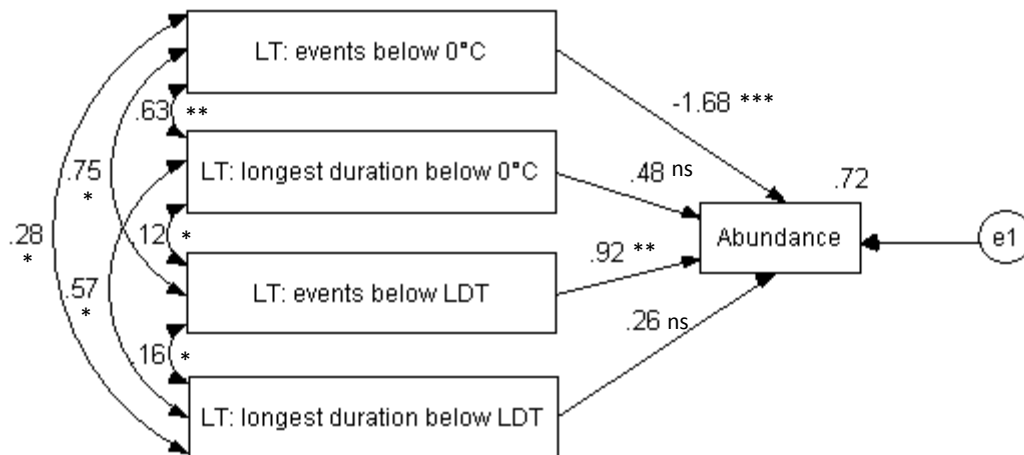 LT: events below 0°C
-1.68 ***
.63 **
LT: longest duration below 0°C
.48 ns
.72
.75
*
Abundance
e1
.28
*
.12 *
.92 **
.57
*
LT: events below LDT
.26 ns
.16 *
LT: longest duration below LDT